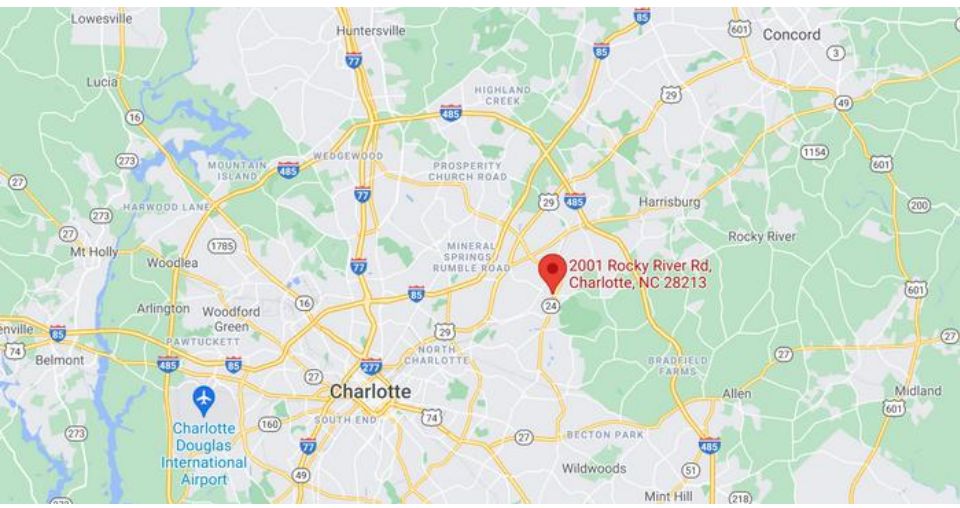 Lowesville
85
601
Concord
Huntersville
77
85
3
Lucia
HIGHLAND
CREEK
29
49
16
485
273
MOUNTAIN
ISLAND
485
WEDGEWOOD
PROSPERITY
CHURCH ROAD
1154
601
27
77
HARWOOD LANE
273
29
485
Harrisburg
200
27
Mt Holly
1785
Rocky River
Woodlea
77
MINERAL
SPRINGS
RUMBLE ROAD
2001 Rocky River Rd,
Charlotte, NC 28213
601
85
16
24
Arlington
Woodford
Green
enville
85
74
Belmont
PAWTUCKETT
485
85
29
NORTH
CHARLOTTE
277
27
27
BRADFIELD
FARMS
27
Charlotte
Allen
Midland
601
Charlotte
Douglas
International
Airport
160
SOUTH END
74
273
77
27
BECTON PARK
485
49
Wildwoods
51
Mint Hill
218
273